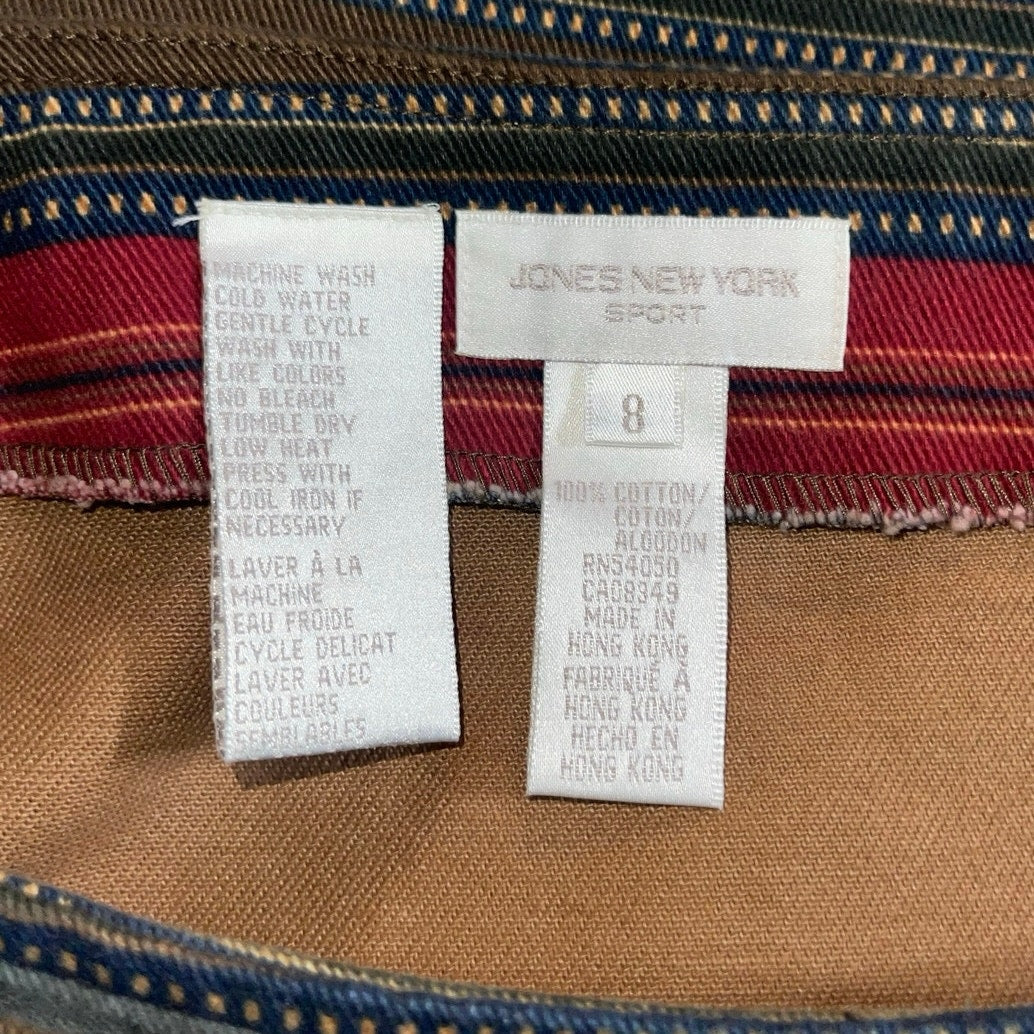 MACHINE WASH
COLD WATER
GENTLE CYCLE
WASH WITH
LIKE COLORS
NO BLEACH
TUMBLE DRY
LOW HEAT
PRESS WITH
COOL IRON IF
NECESSARY
LAVER À LA
MACHINE
EAU FROIDE
CYCLE DELICAT
LAVER AVEC
COULEURS
SEMBLABLES
JONES NEW YORK
SPORT
8
100% COTTON/
COTON/
ALGODON
RN54050
CA08349
MADE IN
HONG KONG
FABRIQUÉ À
HONG KONG
HECHO EN
HONG KONG